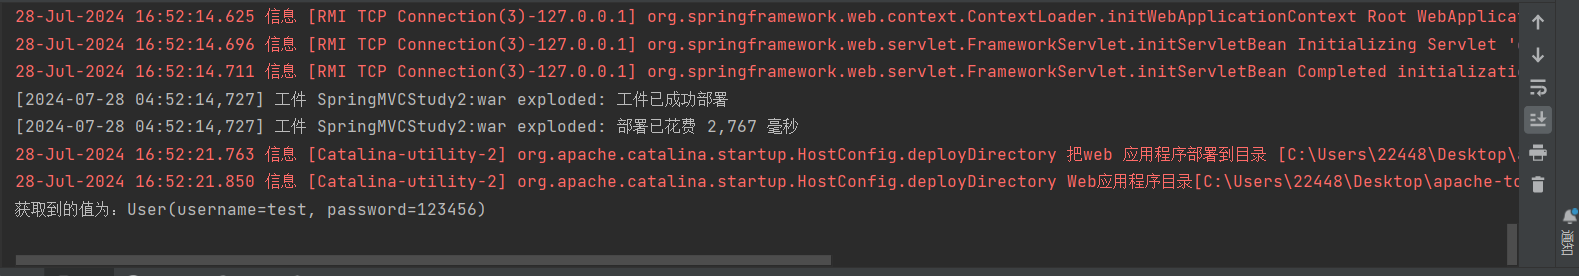 28-Jul-2024 16:52:14.625 信息 [RMI TCP Connection(3)-127.0.0.1] org.springframework.web.context.ContextLoader.initWebApplicationContext Root WebApplicat
28-Jul-2024 16:52:14.696 信息 [RMI TCP Connection(3)-127.0.0.1] org.springframework.web.servlet.FrameworkServlet.initServletBean Initializing Servlet '
28-Jul-2024 16:52:14.711 信息 [RMI TCP Connection(3)-127.0.0.1] org.springframework.web.servlet.FrameworkServlet.initServletBean Completed initializatio
[2024-07-28 04:52:14,727] 工件 SpringMVCStudy2:war exploded: 工件已成功部署
[2024-07-28 04:52:14,727] 工件 SpringMVCStudy2:war exploded: 部署已花费 2,767 毫秒
28-Jul-2024 16:52:21.763 信息 [Catalina-utility-2] org.apache.catalina.startup.HostConfig.deployDirectory 把web 应用程序部署到目录 [C:\Users\22448\Desktop\
28-Jul-2024 16:52:21.850 信息 [Catalina-utility-2] org.apache.catalina.startup.HostConfig.deployDirectory Web应用程序目录[C:\Users\22448\Desktop\apache-to
获取到的值为：User(username=test, password=123456)
通知